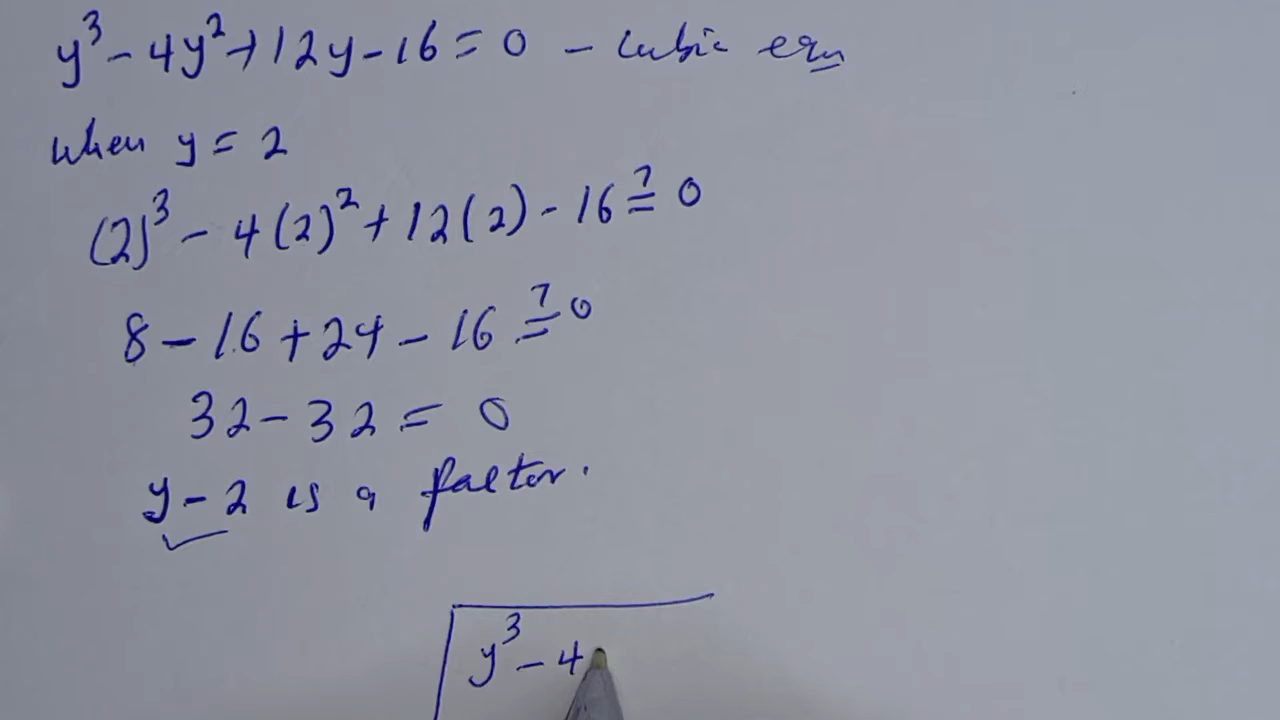 y³ - 4y² + 12y - 16 = 0 - cubic eqn
when y = 2
(2)³ - 4(2)² + 12(2) - 16 ≟ 0
8 - 16 + 24 - 16 ≟ 0
32 - 32 = 0
y - 2 is a factor.
y³ - 4